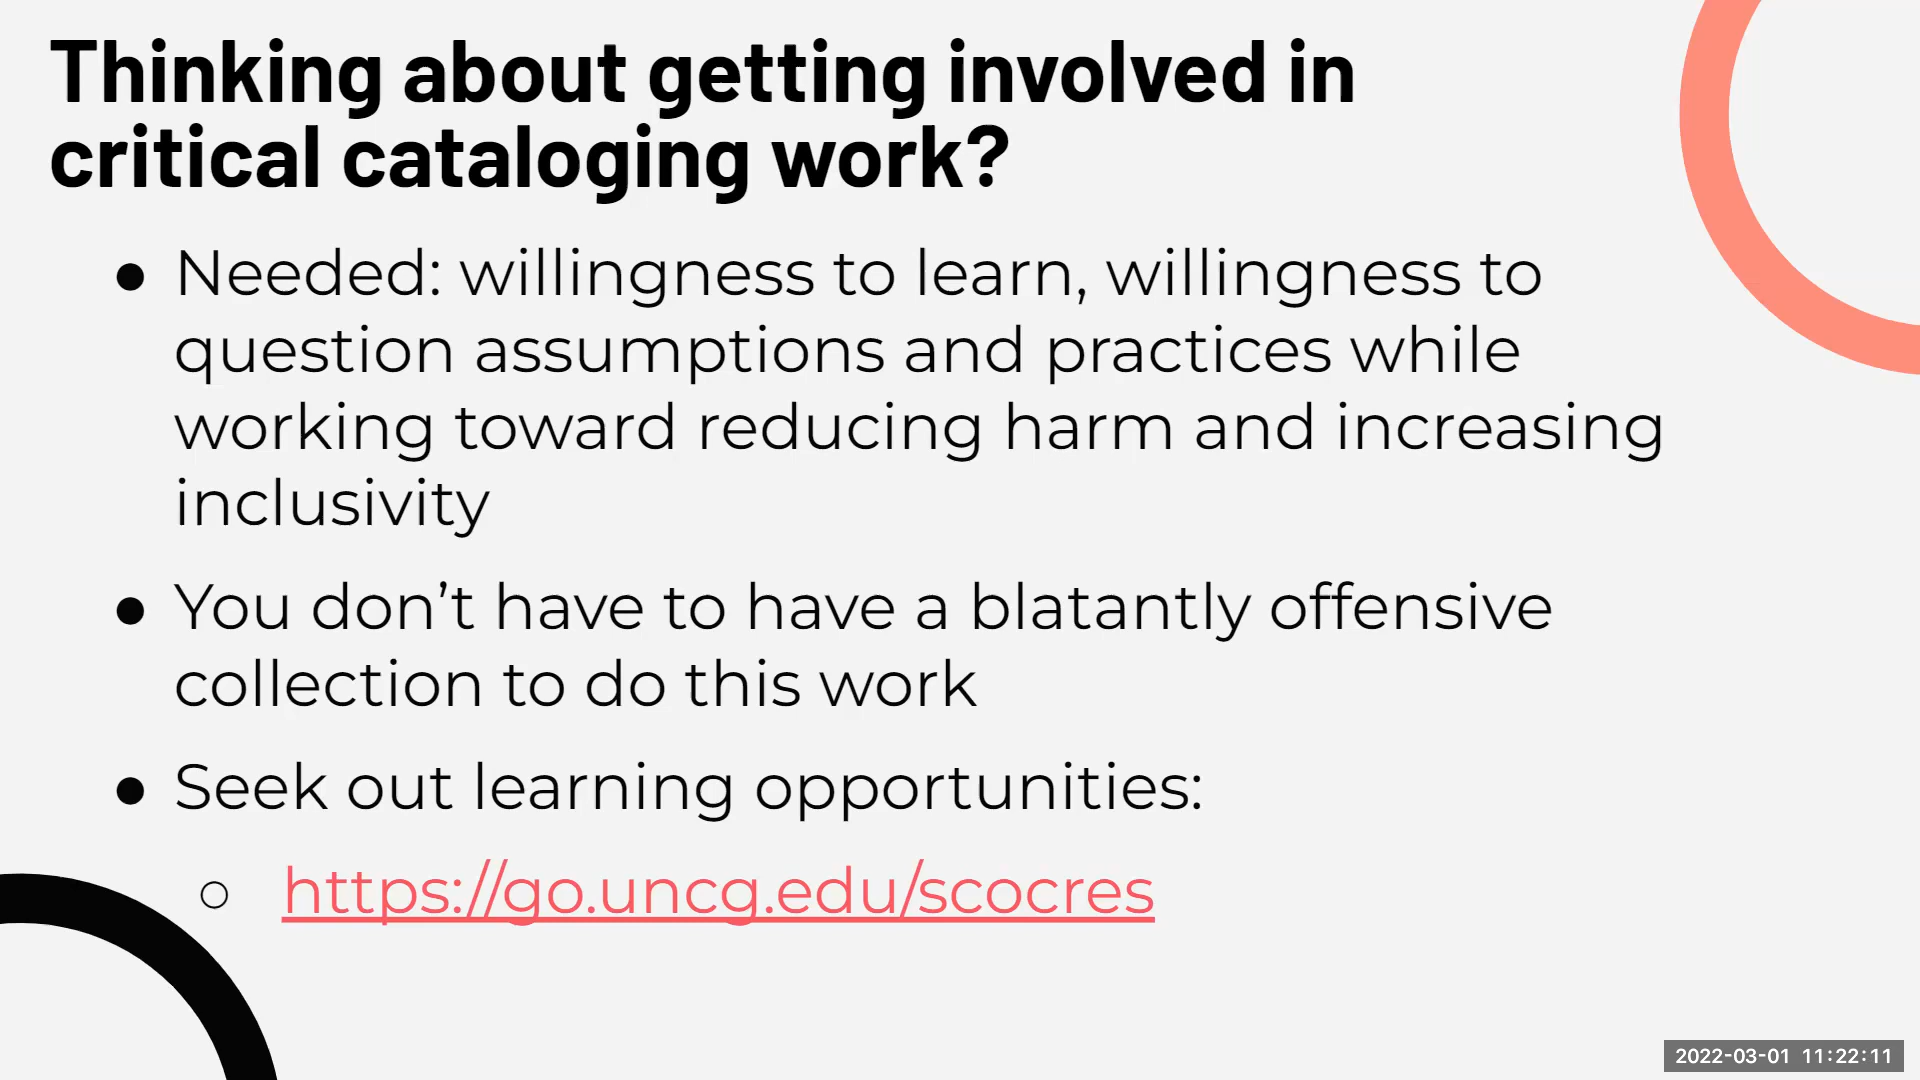 Thinking about getting involved in
critical cataloging work?
● Needed: willingness to learn, willingness to
question assumptions and practices while
working toward reducing harm and increasing
inclusivity
● You don’t have to have a blatantly offensive
collection to do this work
● Seek out learning opportunities:
○ https://go.uncg.edu/scocres
2022-03-01 11:22:11